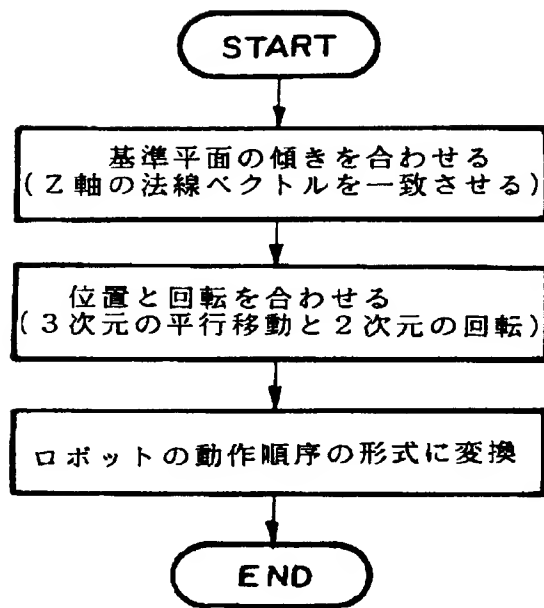 START
基準平面の傾きを合わせる
(Z軸の法線ベクトルを一致させる)
位置と回転を合わせる
(3次元の平行移動と2次元の回転)
ロボットの動作順序の形式に変換
END